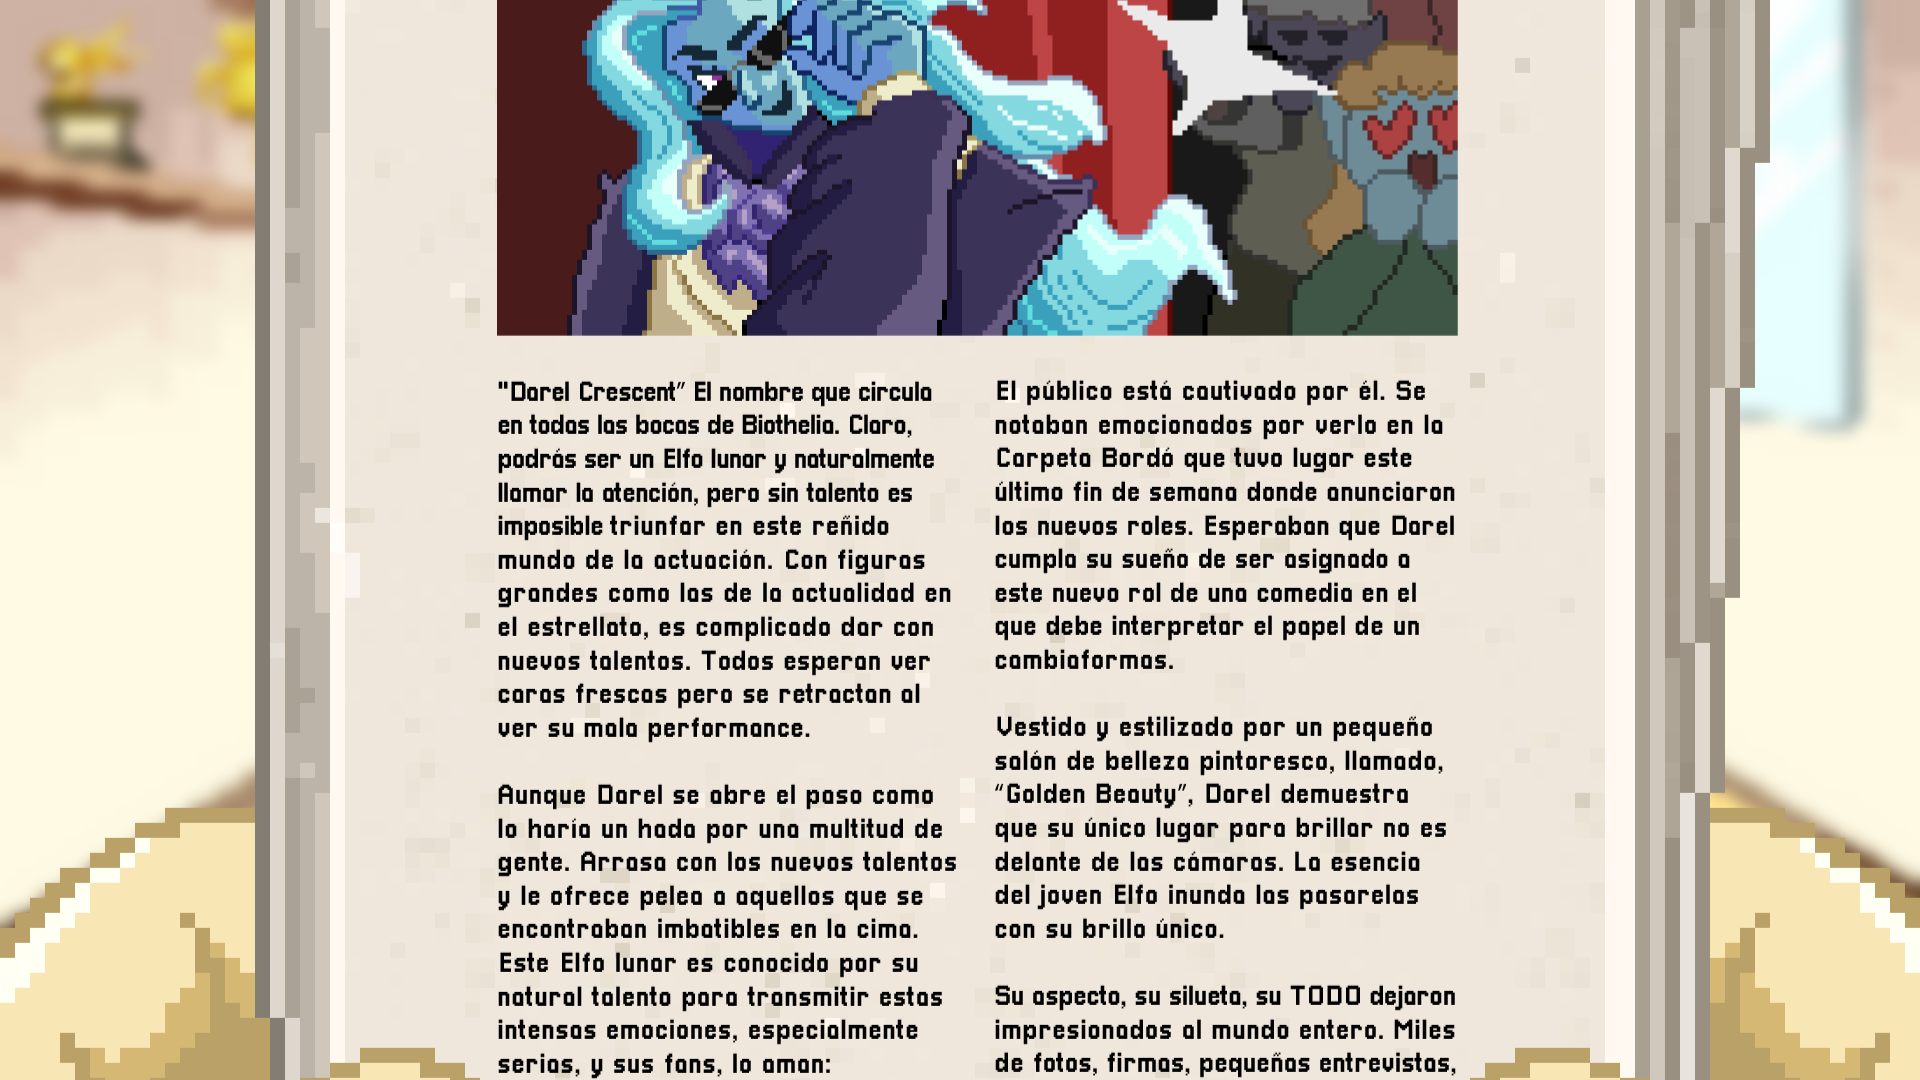 "Darel Crescent" El nombre que circula
en todas las bocas de Biothelia. Claro,
podrás ser un Elfo lunar y naturalmente
llamar la atención, pero sin talento es
imposible triunfar en este reñido
mundo de la actuación. Con figuras
grandes como las de la actualidad en
el estrellato, es complicado dar con
nuevos talentos. Todos esperan ver
caras frescas pero se retractan al
ver su mala performance.
Aunque Darel se abre el paso como
lo haría un hada por una multitud de
gente. Arrasa con los nuevos talentos
y le ofrece pelea a aquellos que se
encontraban imbatibles en la cima.
Este Elfo lunar es conocido por su
natural talento para transmitir estas
intensas emociones, especialmente
serias, y sus fans, lo aman:
El público está cautivado por él. Se
notaban emocionados por verlo en la
Carpeta Bordó que tuvo lugar este
último fin de semana donde anunciaron
los nuevos roles. Esperaban que Darel
cumpla su sueño de ser asignado a
este nuevo rol de una comedia en el
que debe interpretar el papel de un
cambiaformas.
Vestido y estilizado por un pequeño
salón de belleza pintoresco, llamado,
“Golden Beauty”, Darel demuestra
que su único lugar para brillar no es
delante de las cámaras. La esencia
del joven Elfo inunda las pasarelas
con su brillo único.
Su aspecto, su silueta, su TODO dejaron
impresionados al mundo entero. Miles
de fotos, firmas, pequeñas entrevistas,